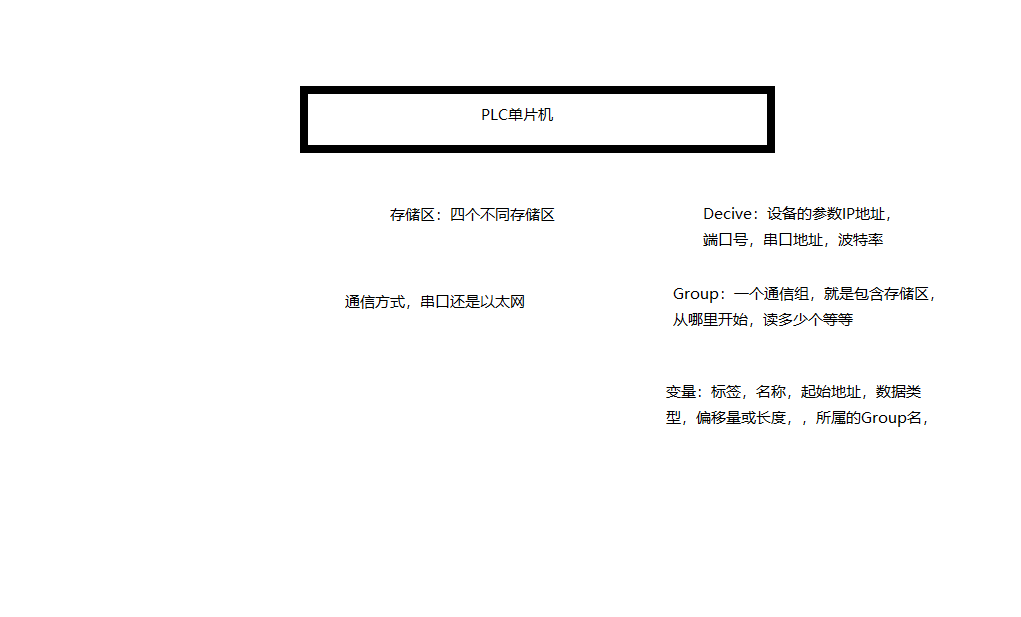 PLC单片机
存储区：四个不同存储区
Decive：设备的参数IP地址，
端口号，串口地址，波特率
通信方式，串口还是以太网
Group：一个通信组，就是包含存储区，
从哪里开始，读多少个等等
变量：标签，名称，起始地址，数据类
型，偏移量或长度，，所属的Group名，